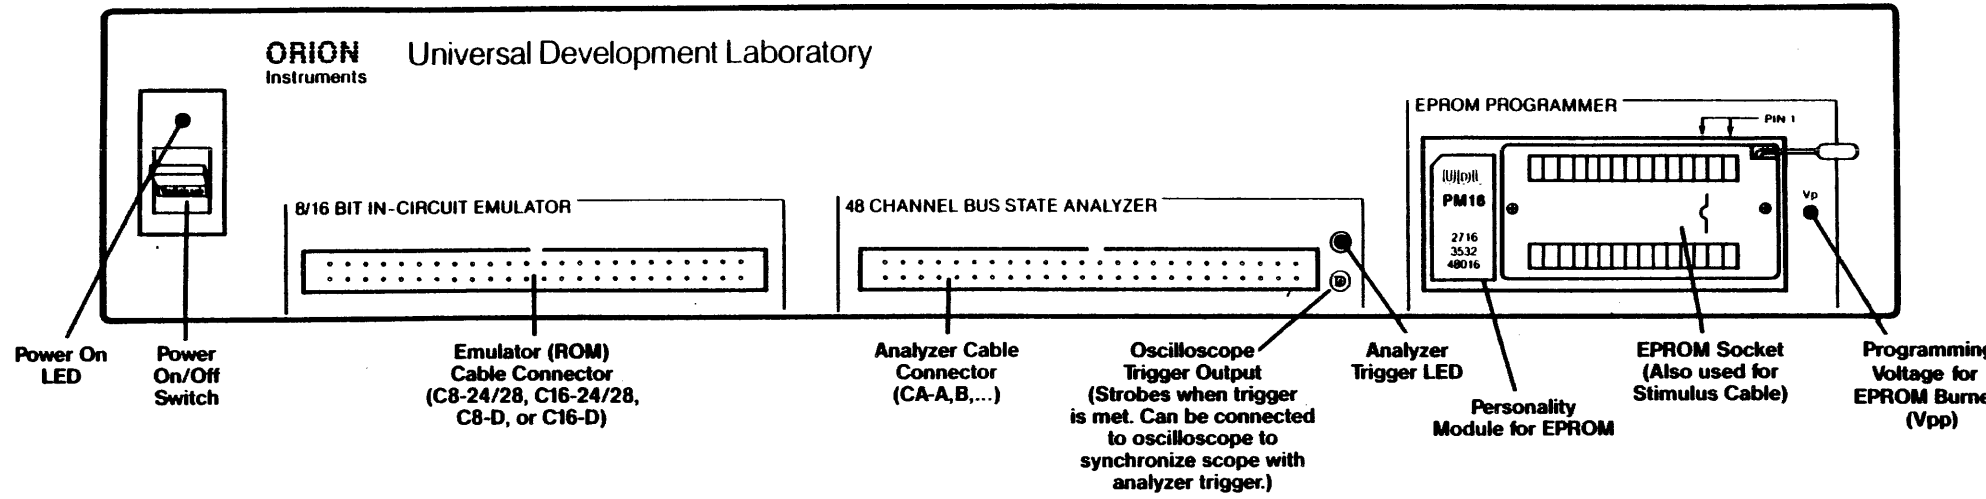 ORION Universal Development Laboratory
Instruments
EPROM PROGRAMMER
PIN 1
PM16
2716
3532
48016
Vp
8/16 BIT IN-CIRCUIT EMULATOR
48 CHANNEL BUS STATE ANALYZER
Power On
LED
Power
On/Off
Switch
Emulator (ROM)
Cable Connector
(C8-24/28, C16-24/28,
C8-D, or C16-D)
Analyzer Cable
Connector
(CA-A,B,...)
Oscilloscope
Trigger Output
(Strobes when trigger
is met. Can be connected
to oscilloscope to
synchronize scope with
analyzer trigger.)
Analyzer
Trigger LED
Personality
Module for EPROM
EPROM Socket
(Also used for
Stimulus Cable)
Programming
Voltage for
EPROM Burne
(Vpp)